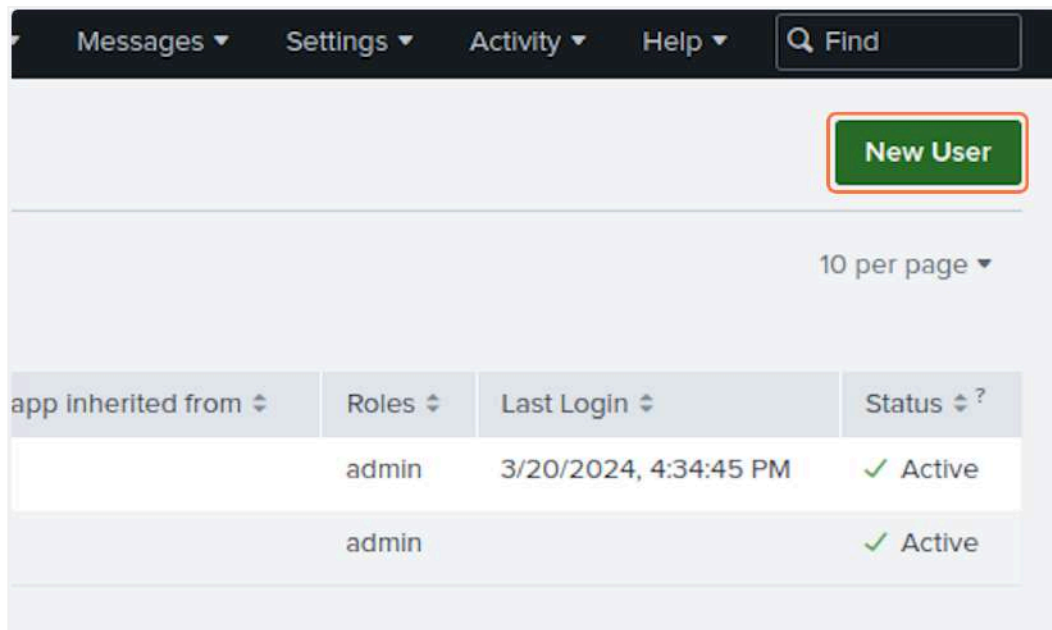 Messages Settings Activity Help Find
New User
10 per page
app inherited from Roles Last Login Status ?
admin 3/20/2024, 4:34:45 PM Active
admin Active